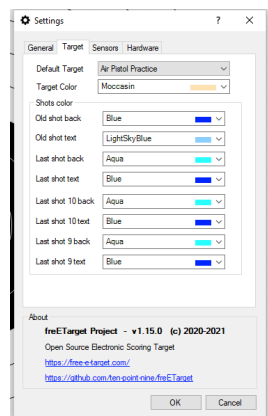 Settings
? ×
General Target Sensors Hardware
Default Target Air Pistol Practice
Target Color Moccasin
Shots color
Old shot back Blue
Old shot text LightSkyBlue
Last shot back Aqua
Last shot text Blue
Last shot 10 back Aqua
Last shot 10 text Blue
Last shot 9 back Aqua
Last shot 9 text Blue
About
freETarget Project - v1.15.0 (c) 2020-2021
Open Source Electronic Scoring Target
https://free-e-target.com/
https://github.com/ten-point-nine/freETarget
OK Cancel